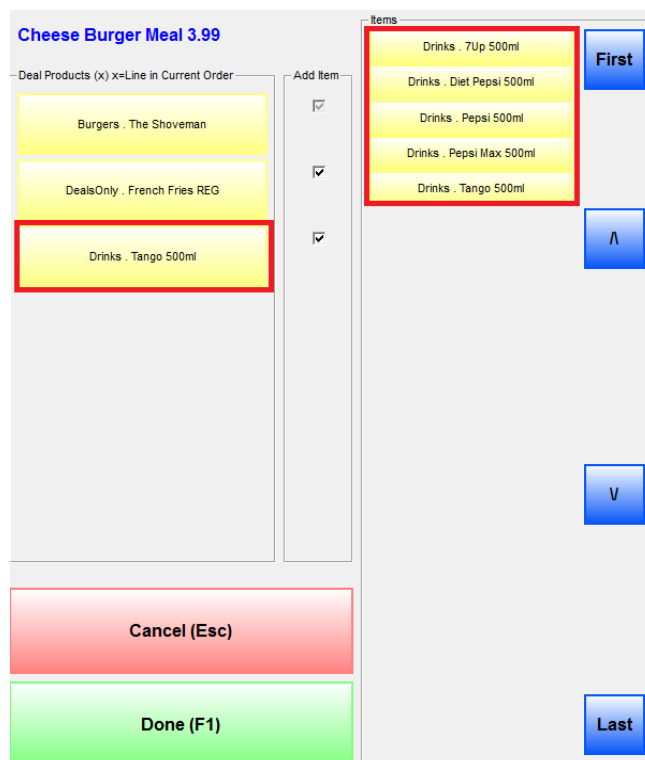 Cheese Burger Meal 3.99
Deal Products (x) x=Line in Current Order
Add Item
Burgers . The Shoveman
DealsOnly . French Fries REG
Drinks . Tango 500ml
Cancel (Esc)
Done (F1)
Items
Drinks . 7Up 500ml
Drinks . Diet Pepsi 500ml
Drinks . Pepsi 500ml
Drinks . Pepsi Max 500ml
Drinks . Tango 500ml
First
/\
\/
Last